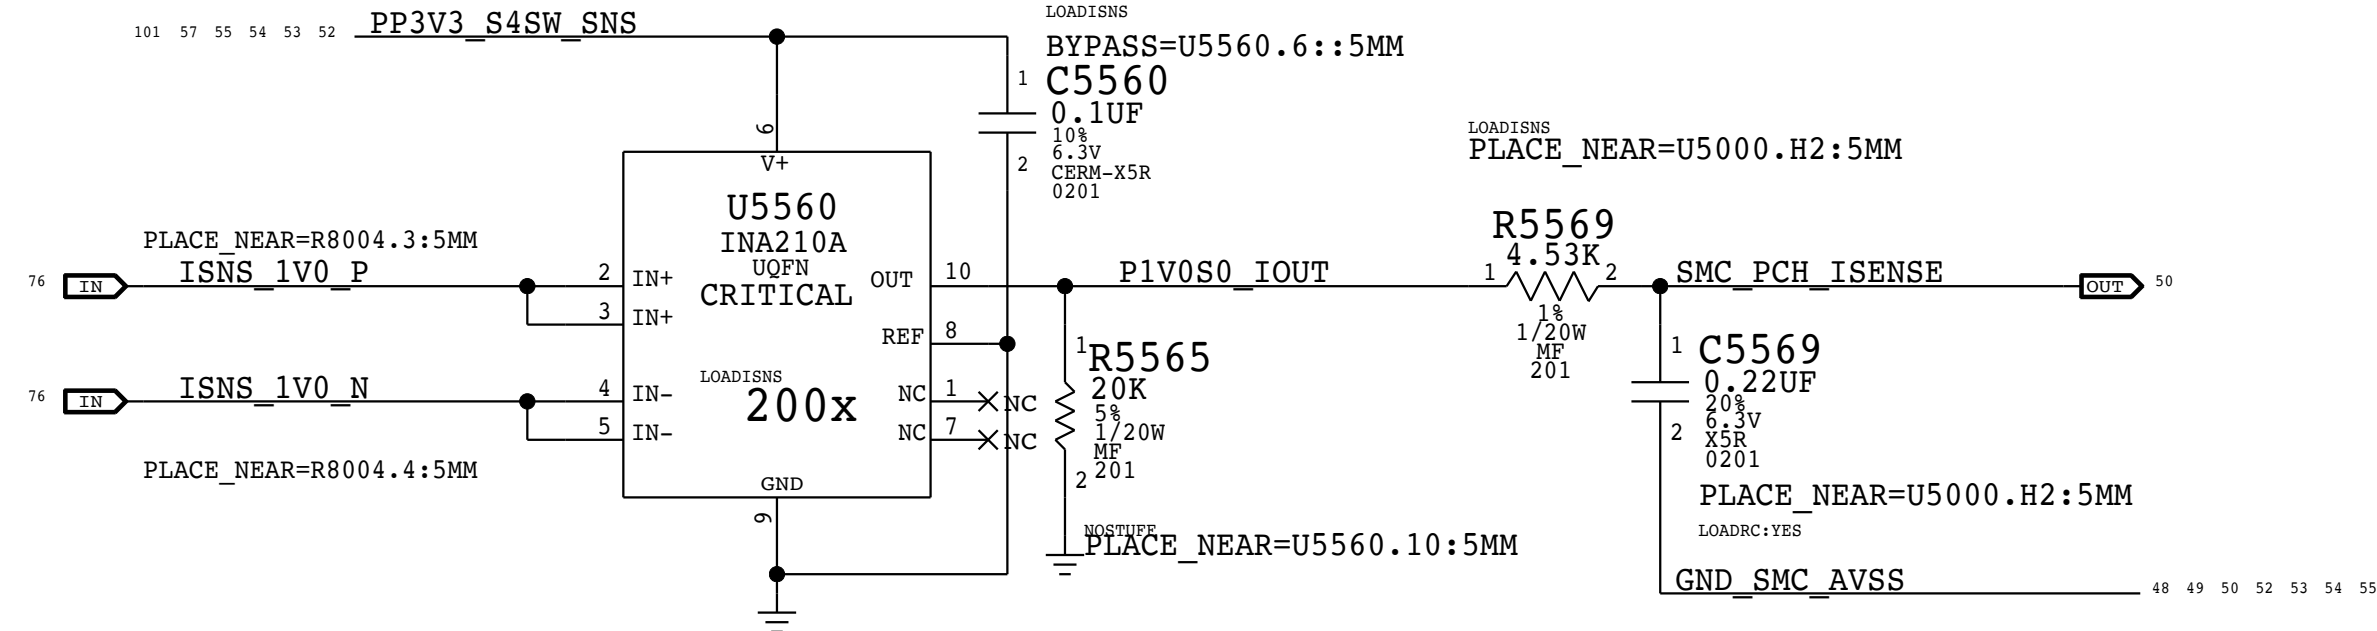 LOADISNS
101 57 55 54 53 52 PP3V3_S4SW_SNS
BYPASS=U5560.6::5MM
1 C5560
0.1UF
10%
6.3V
2 CERM-X5R
0201
6
V+
LOADISNS
PLACE_NEAR=U5000.H2:5MM
U5560
INA210A
UQFN
CRITICAL
LOADISNS
200x
PLACE_NEAR=R8004.3:5MM
76 IN ISNS_1V0_P 2 IN+
3 IN+
76 IN ISNS_1V0_N 4 IN-
5 IN-
PLACE_NEAR=R8004.4:5MM
OUT 10 P1V0S0_IOUT
REF 8
NC 1 NC
NC 7 NC
GND
9
R5569
4.53K
1 2
1%
1/20W
MF
201
SMC_PCH_ISENSE OUT 50
1 R5565
20K
5%
1/20W
MF
2 201
NOSTUFF
PLACE_NEAR=U5560.10:5MM
1 C5569
0.22UF
20%
6.3V
2 X5R
0201
PLACE_NEAR=U5000.H2:5MM
LOADRC:YES
GND_SMC_AVSS 48 49 50 52 53 54 55